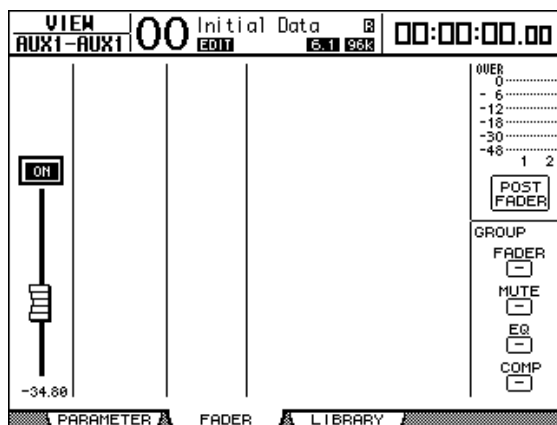 VIEW
AUX1-AUX1
00
Initial Data
R
EDIT
6.1
96k
00:00:00.00
ON
-34.80
OVER
0
- 6
-12
-18
-30
-48
1 2
POST
FADER
GROUP
FADER
-
MUTE
-
EQ
-
COMP
-
PARAMETER
FADER
LIBRARY